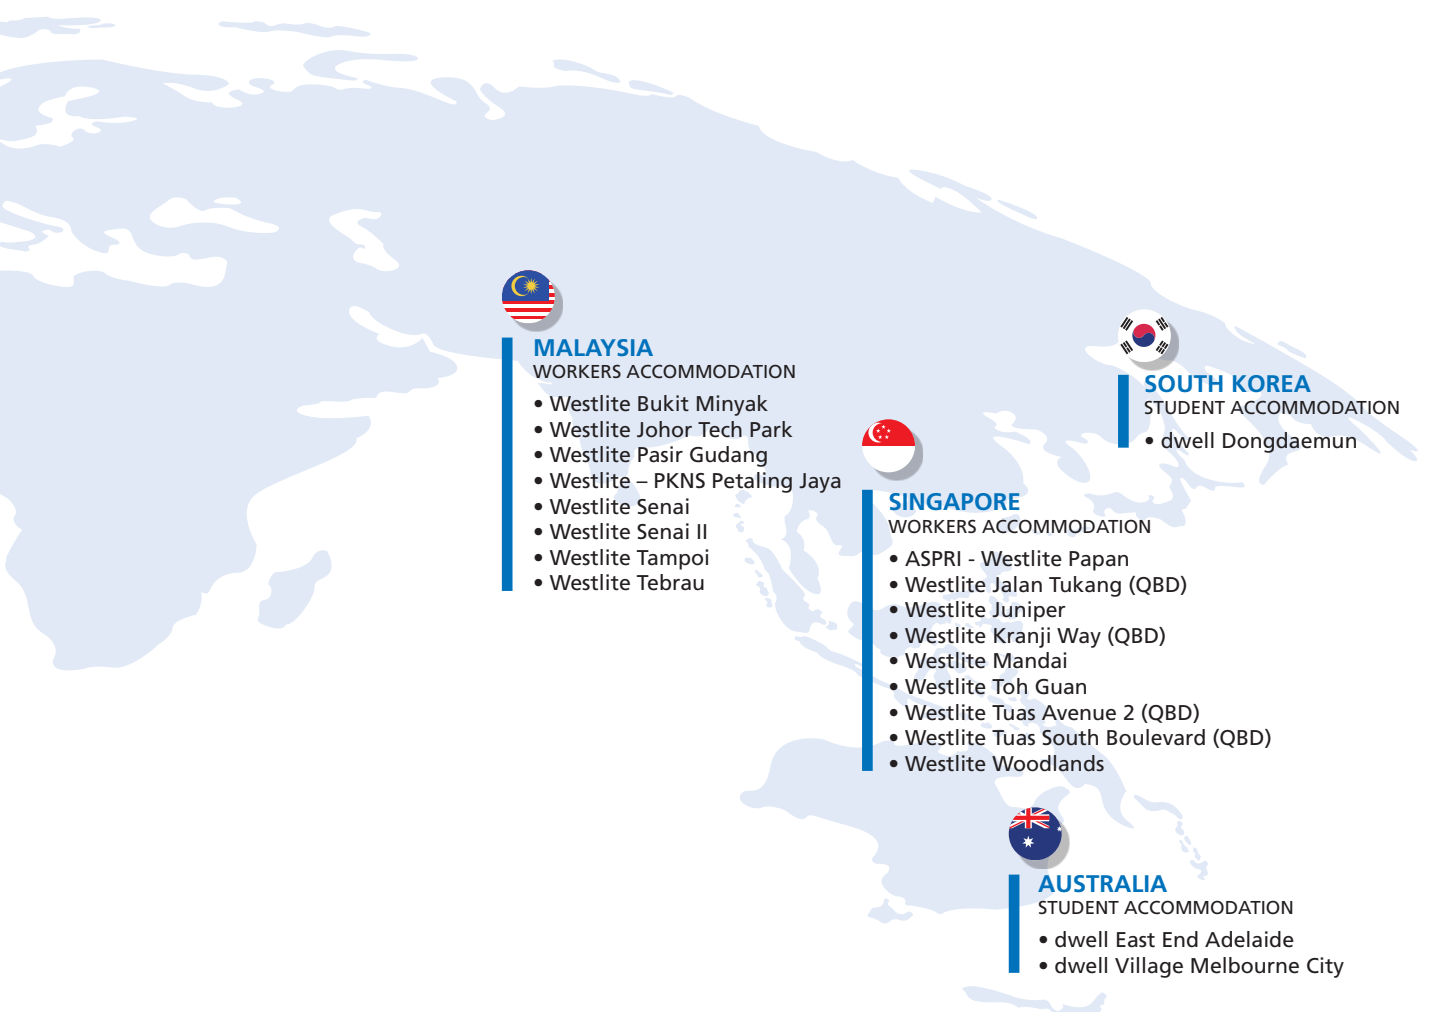 MALAYSIA
WORKERS ACCOMMODATION
• Westlite Bukit Minyak
• Westlite Johor Tech Park
• Westlite Pasir Gudang
• Westlite – PKNS Petaling Jaya
• Westlite Senai
• Westlite Senai II
• Westlite Tampoi
• Westlite Tebrau
SOUTH KOREA
STUDENT ACCOMMODATION
• dwell Dongdaemun
SINGAPORE
WORKERS ACCOMMODATION
• ASPRI - Westlite Papan
• Westlite Jalan Tukang (QBD)
• Westlite Juniper
• Westlite Kranji Way (QBD)
• Westlite Mandai
• Westlite Toh Guan
• Westlite Tuas Avenue 2 (QBD)
• Westlite Tuas South Boulevard (QBD)
• Westlite Woodlands
AUSTRALIA
STUDENT ACCOMMODATION
• dwell East End Adelaide
• dwell Village Melbourne City